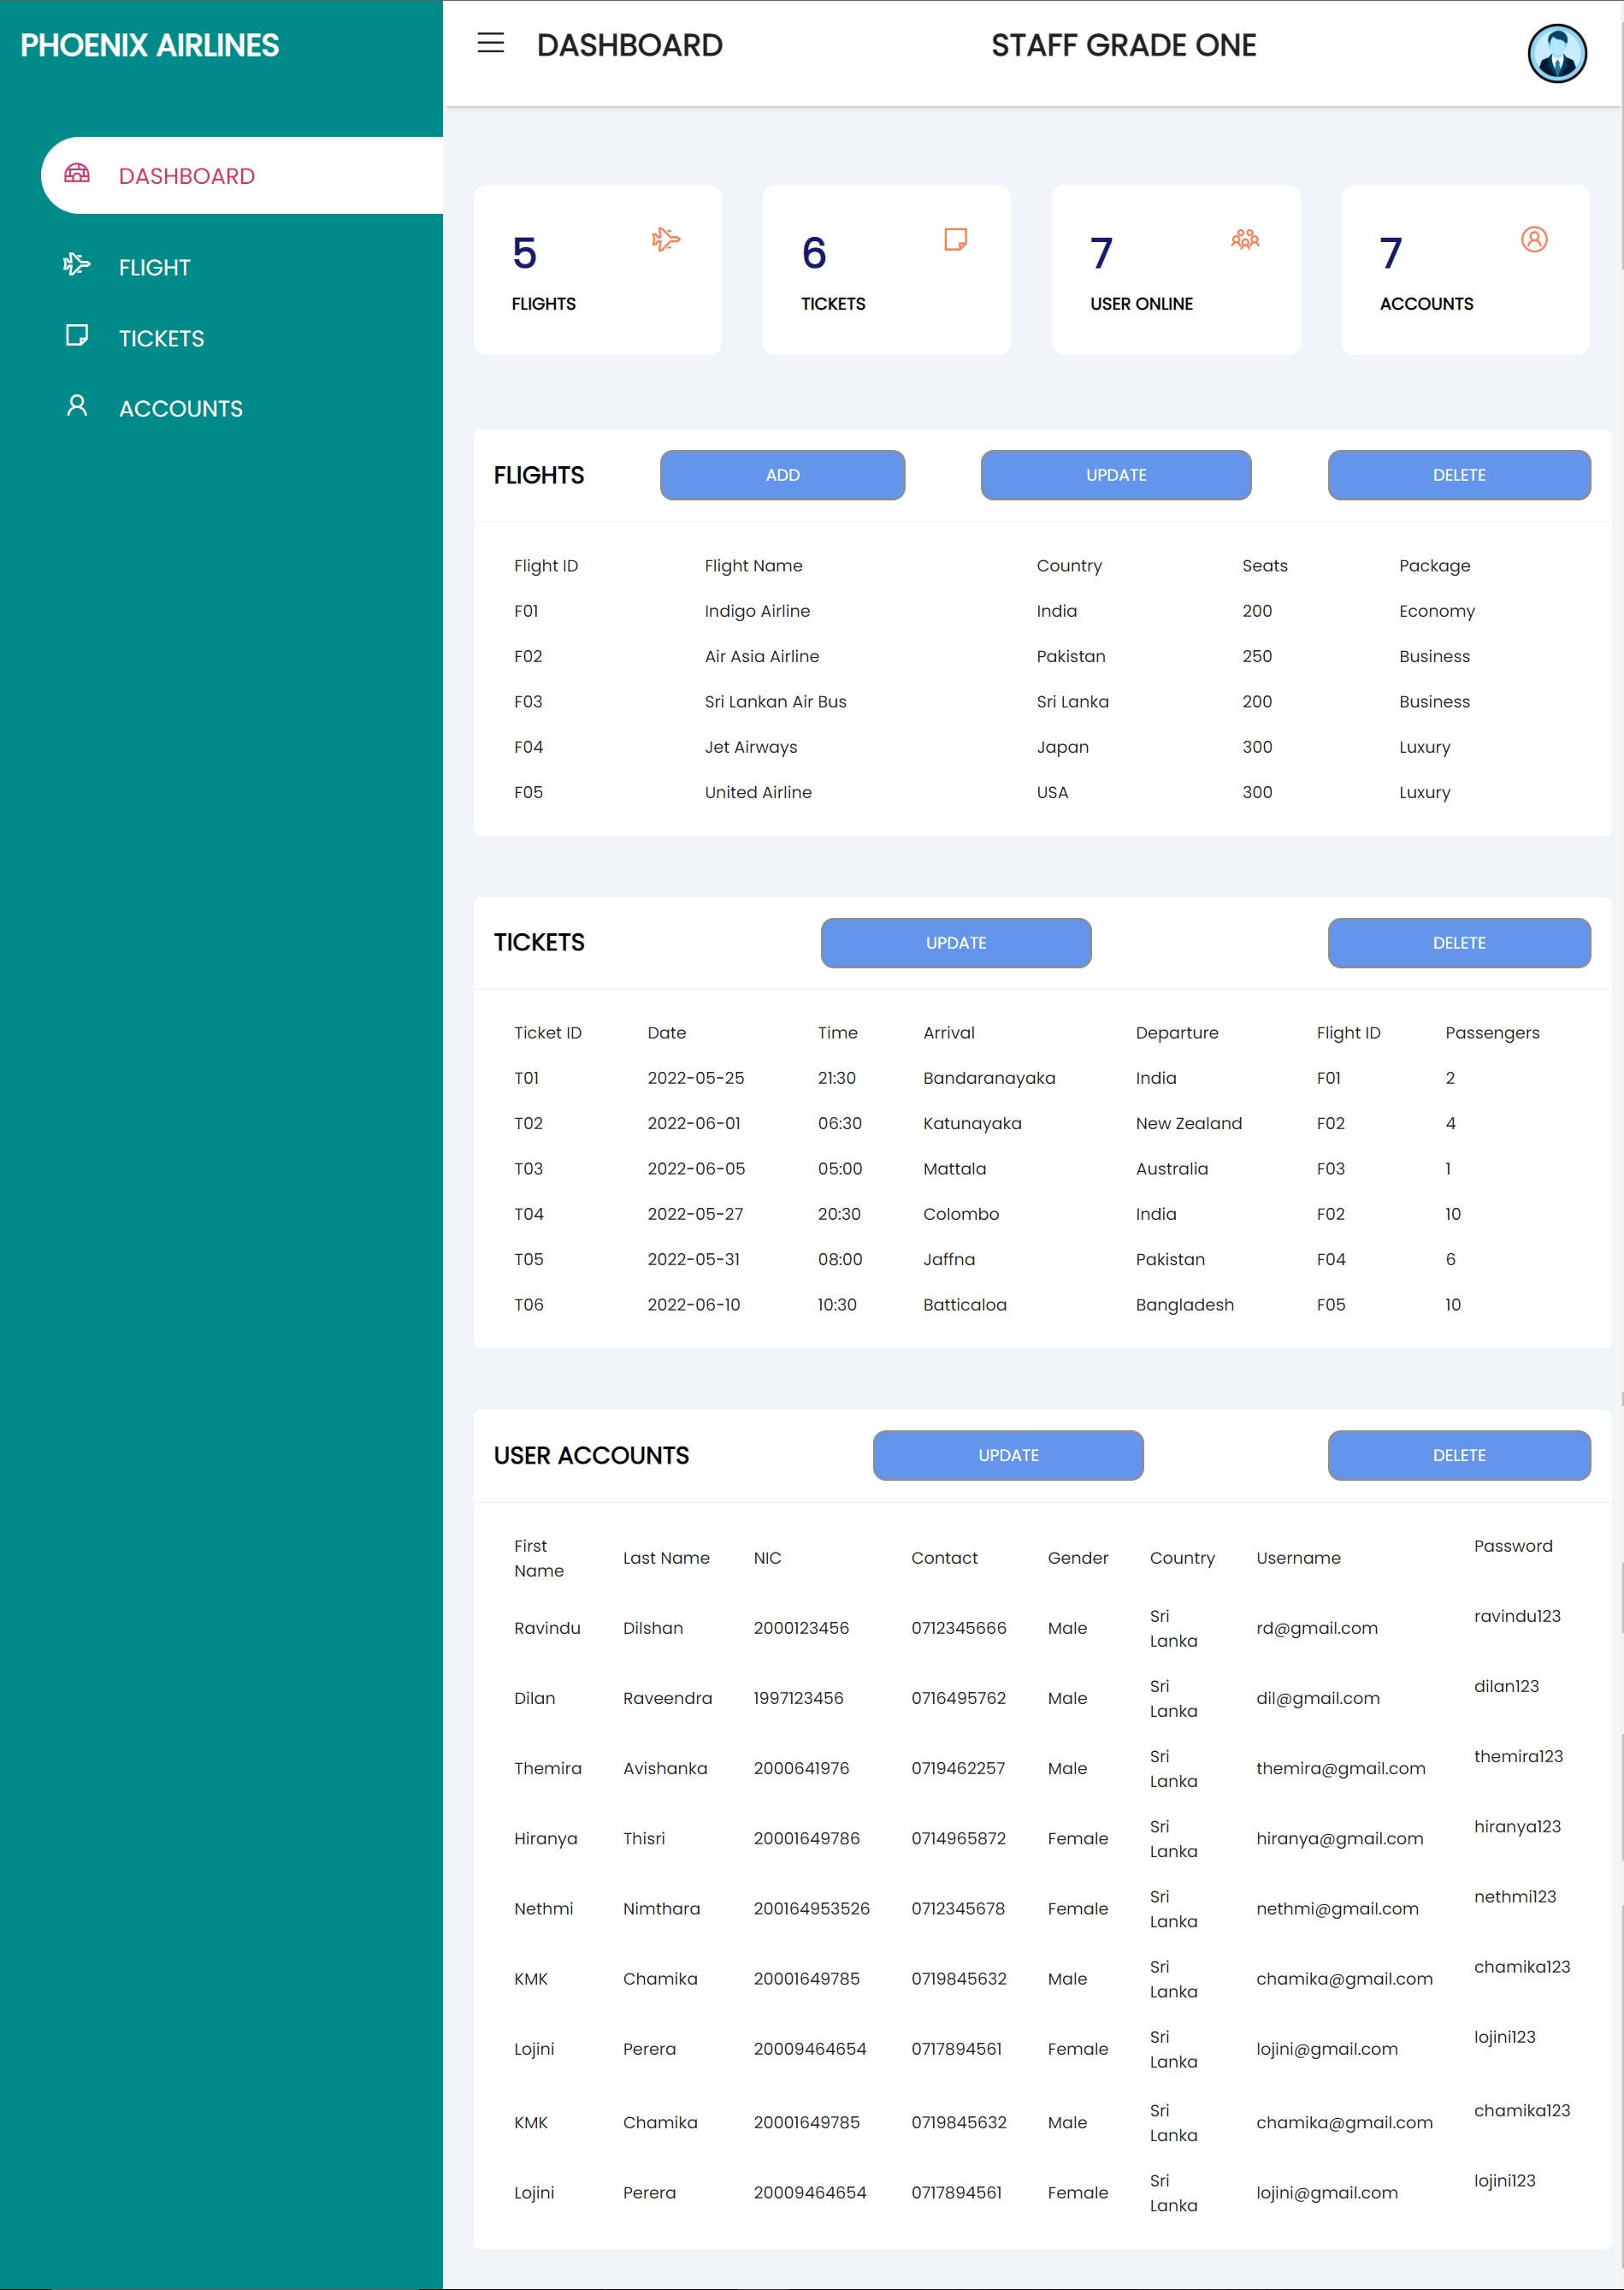 PHOENIX AIRLINES
DASHBOARD
FLIGHT
TICKETS
ACCOUNTS
DASHBOARD STAFF GRADE ONE
5 6 7 7
FLIGHTS TICKETS USER ONLINE ACCOUNTS
FLIGHTS ADD UPDATE DELETE
Flight ID Flight Name Country Seats Package
F01 Indigo Airline India 200 Economy
F02 Air Asia Airline Pakistan 250 Business
F03 Sri Lankan Air Bus Sri Lanka 200 Business
F04 Jet Airways Japan 300 Luxury
F05 United Airline USA 300 Luxury
TICKETS UPDATE DELETE
Ticket ID Date Time Arrival Departure Flight ID Passengers
T01 2022-05-25 21:30 Bandaranayaka India F01 2
T02 2022-06-01 06:30 Katunayaka New Zealand F02 4
T03 2022-06-05 05:00 Mattala Australia F03 1
T04 2022-05-27 20:30 Colombo India F02 10
T05 2022-05-31 08:00 Jaffna Pakistan F04 6
T06 2022-06-10 10:30 Batticaloa Bangladesh F05 10
USER ACCOUNTS UPDATE DELETE
First Name Last Name NIC Contact Gender Country Username Password
Ravindu Dilshan 2000123456 0712345666 Male Sri Lanka rd@gmail.com ravindu123
Dilan Raveendra 1997123456 0716495762 Male Sri Lanka dil@gmail.com dilan123
Themira Avishanka 2000641976 0719462257 Male Sri Lanka themira@gmail.com themira123
Hiranya Thisri 20001649786 0714965872 Female Sri Lanka hiranya@gmail.com hiranya123
Nethmi Nimthara 200164953526 0712345678 Female Sri Lanka nethmi@gmail.com nethmi123
KMK Chamika 20001649785 0719845632 Male Sri Lanka chamika@gmail.com chamika123
Lojini Perera 20009464654 0717894561 Female Sri Lanka lojini@gmail.com lojini123
KMK Chamika 20001649785 0719845632 Male Sri Lanka chamika@gmail.com chamika123
Lojini Perera 20009464654 0717894561 Female Sri Lanka lojini@gmail.com lojini123